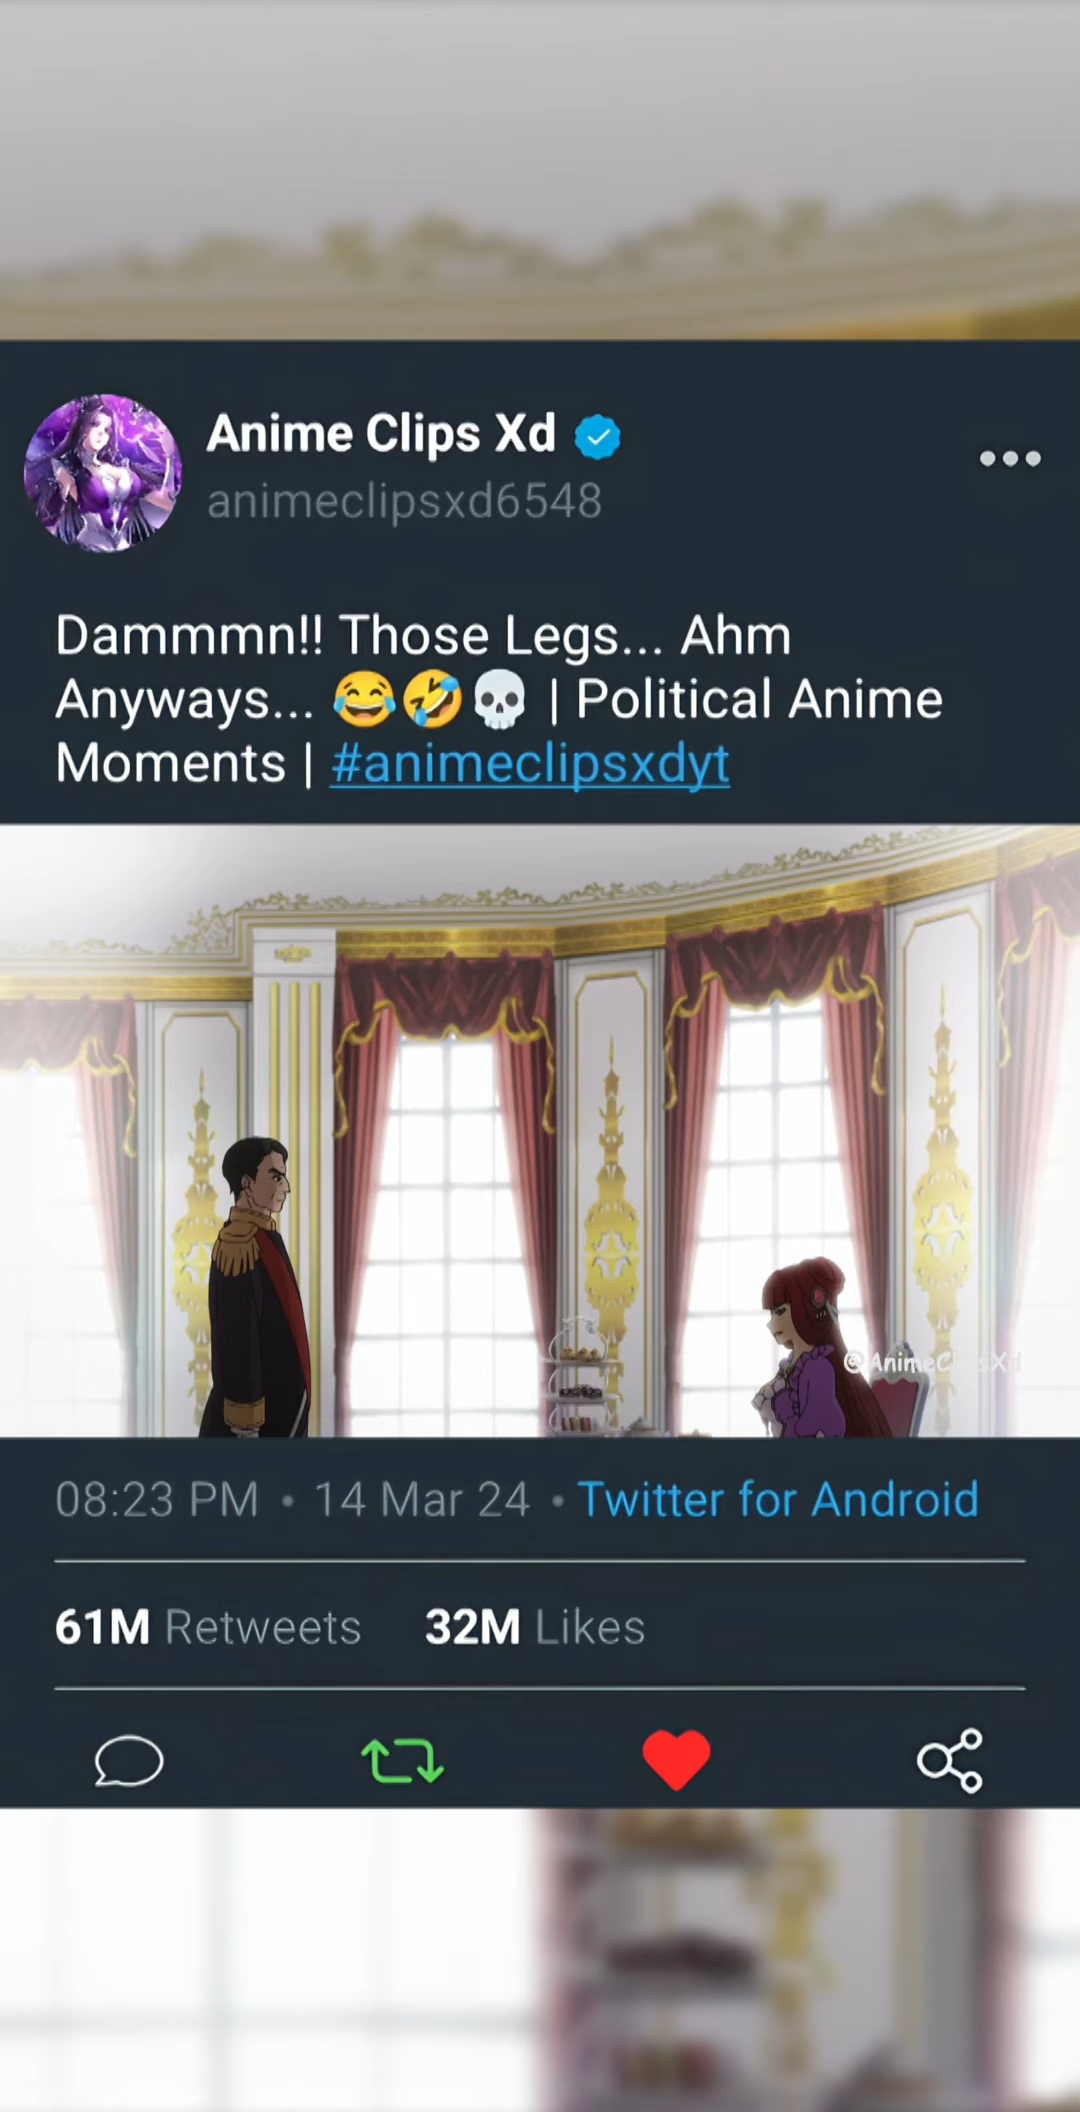 Anime Clips Xd
animeclipsxd6548
Dammmn!! Those Legs... Ahm
Anyways... 😂🤣💀 | Political Anime
Moments | #animeclipsxdyt
08:23 PM • 14 Mar 24 • Twitter for Android
61M Retweets 32M Likes